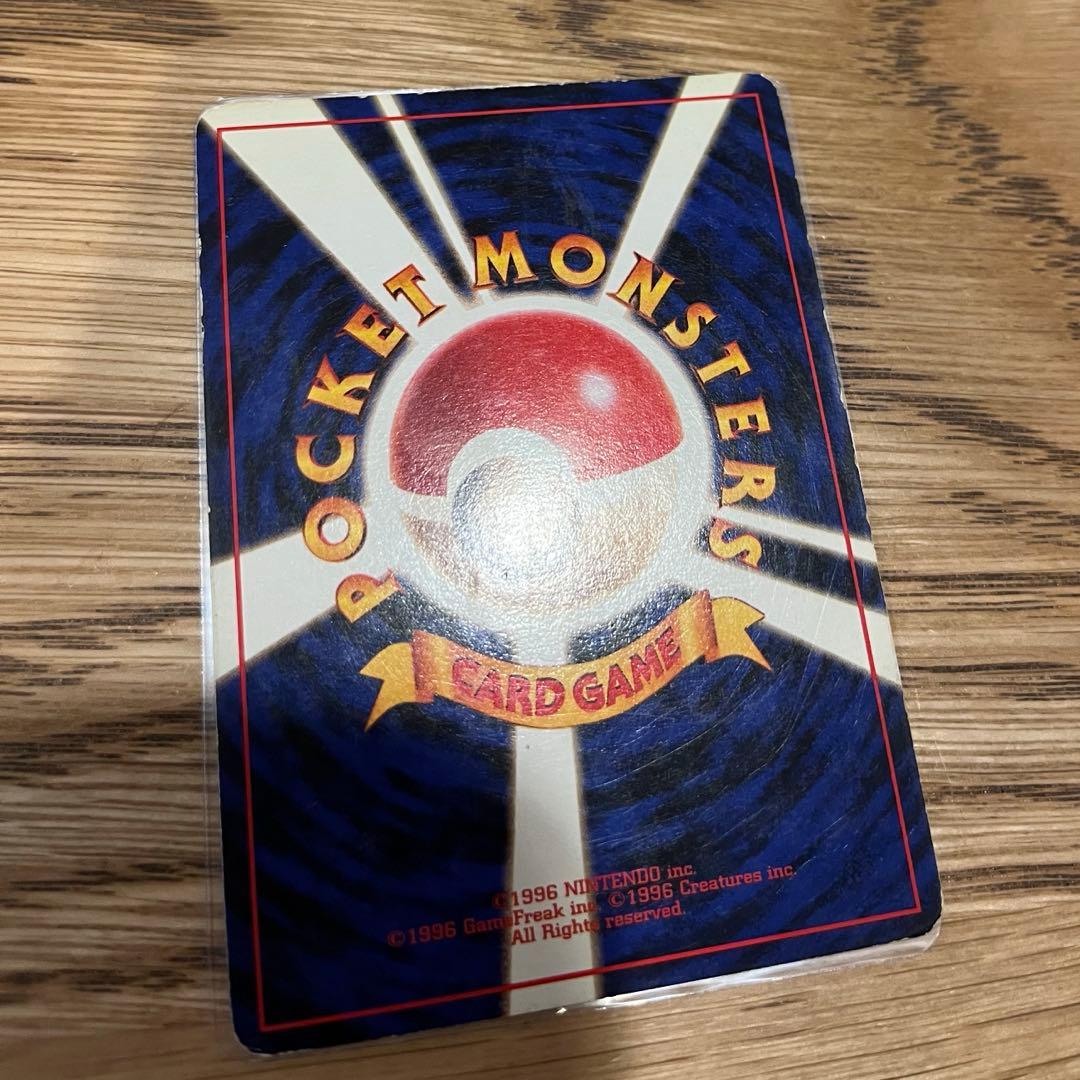 POCKET MONSTERS
CARD GAME
©1996 NINTENDO inc.
©1996 GameFreak inc. ©1996 Creatures inc.
All Rights reserved.